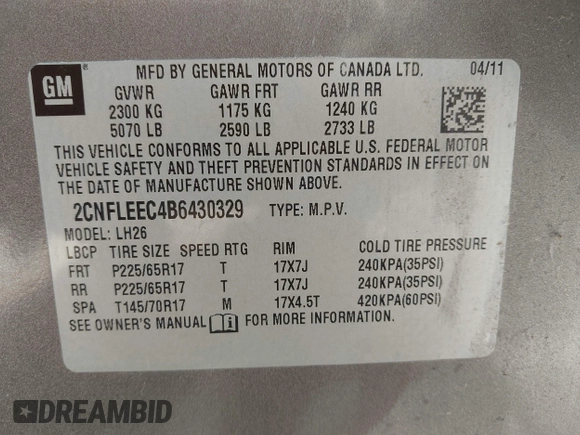 GM
®
MFD BY GENERAL MOTORS OF CANADA LTD. 04/11
GVWR GAWR FRT GAWR RR
2300 KG 1175 KG 1240 KG
5070 LB 2590 LB 2733 LB
THIS VEHICLE CONFORMS TO ALL APPLICABLE U.S. FEDERAL MOTOR
VEHICLE SAFETY AND THEFT PREVENTION STANDARDS IN EFFECT ON
THE DATE OF MANUFACTURE SHOWN ABOVE.
2CNFLEEC4B6430329 TYPE: M.P.V.
MODEL: LH26
LBCP TIRE SIZE SPEED RTG RIM COLD TIRE PRESSURE
FRT P225/65R17 T 17X7J 240KPA(35PSI)
RR P225/65R17 T 17X7J 240KPA(35PSI)
SPA T145/70R17 M 17X4.5T 420KPA(60PSI)
SEE OWNER'S MANUAL i FOR MORE INFORMATION.
DREAMBID